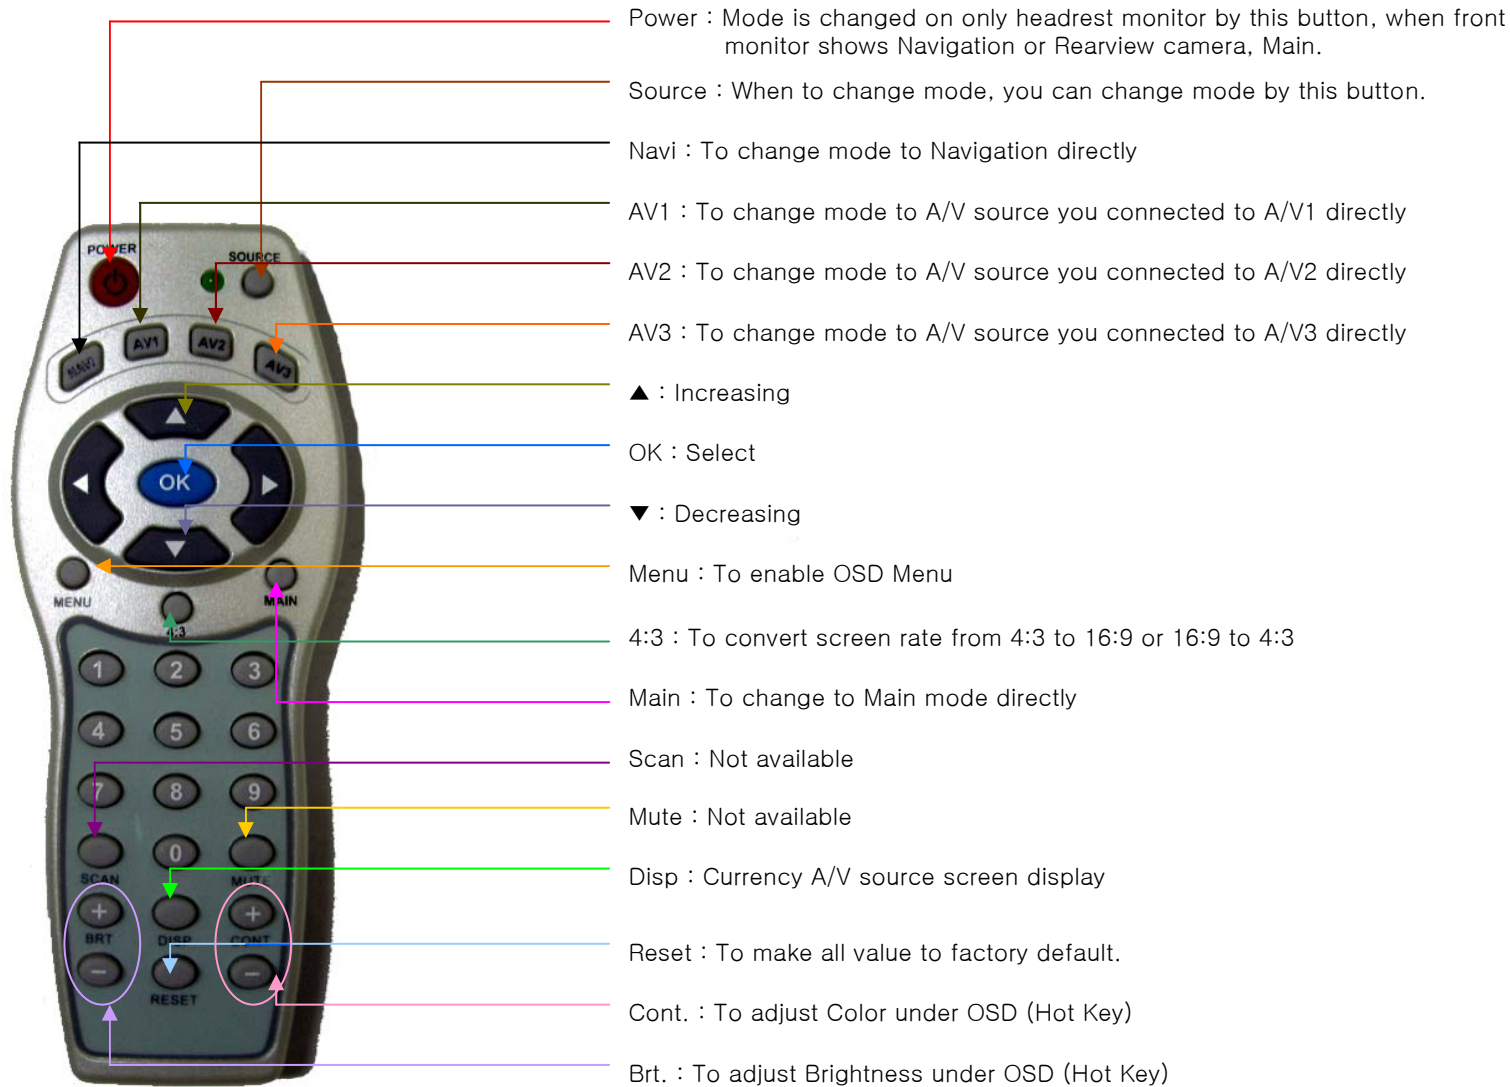 Power : Mode is changed on only headrest monitor by this button, when front
monitor shows Navigation or Rearview camera, Main.
Source : When to change mode, you can change mode by this button.
Navi : To change mode to Navigation directly
AV1 : To change mode to A/V source you connected to A/V1 directly
AV2 : To change mode to A/V source you connected to A/V2 directly
AV3 : To change mode to A/V source you connected to A/V3 directly
▲ : Increasing
OK : Select
▼ : Decreasing
Menu : To enable OSD Menu
4:3 : To convert screen rate from 4:3 to 16:9 or 16:9 to 4:3
Main : To change to Main mode directly
Scan : Not available
Mute : Not available
Disp : Currency A/V source screen display
Reset : To make all value to factory default.
Cont. : To adjust Color under OSD (Hot Key)
Brt. : To adjust Brightness under OSD (Hot Key)
POWER
SOURCE
NAVI
AV1
AV2
AV3
▲
◀ OK ▶
▼
MENU
MAIN
4:3
1 2 3
4 5 6
7 8 9
0
SCAN
MUTE
+ +
BRT DISP CONT
− −
RESET